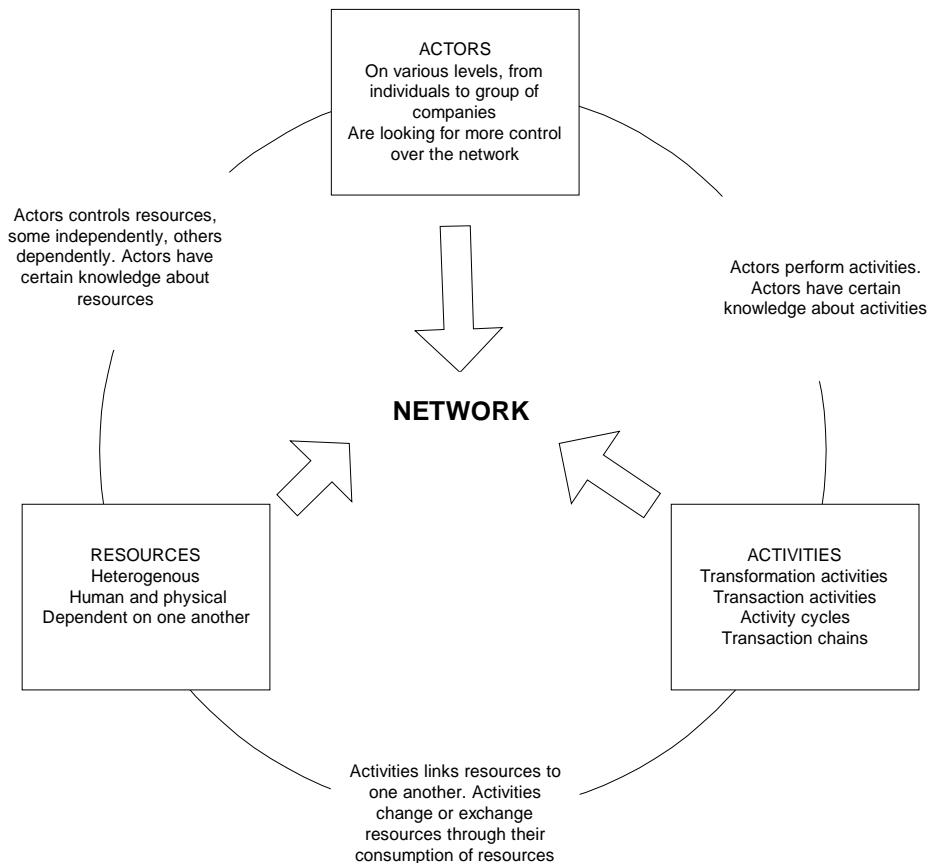 ACTORS
On various levels, from
individuals to group of
companies
Are looking for more control
over the network
Actors controls resources,
some independently, others
dependently. Actors have
certain knowledge about
resources
Actors perform activities.
Actors have certain
knowledge about activities
NETWORK
RESOURCES
Heterogenous
Human and physical
Dependent on one another
ACTIVITIES
Transformation activities
Transaction activities
Activity cycles
Transaction chains
Activities links resources to
one another. Activities
change or exchange
resources through their
consumption of resources